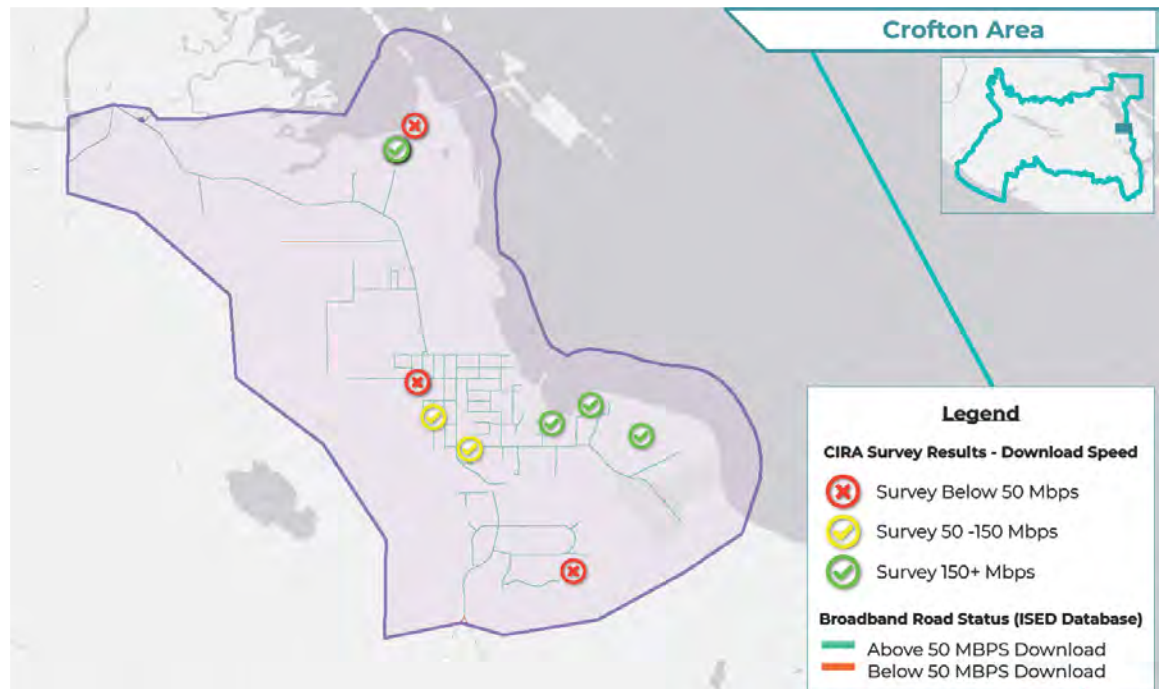 Crofton Area
Legend
CIRA Survey Results - Download Speed
Survey Below 50 Mbps
Survey 50 -150 Mbps
Survey 150+ Mbps
Broadband Road Status (ISED Database)
Above 50 MBPS Download
Below 50 MBPS Download